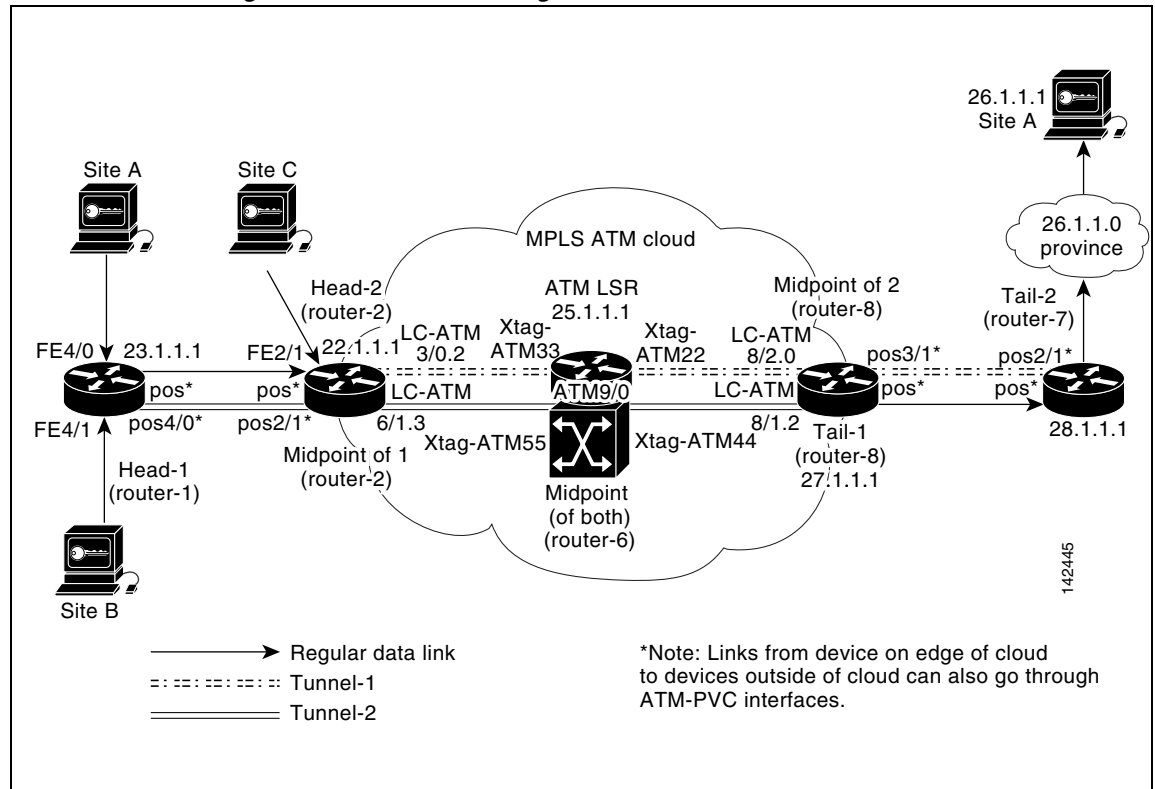 26.1.1.1
Site A
Site A
Site C
MPLS ATM cloud
26.1.1.0
province
Head-2
(router-2)
ATM LSR
25.1.1.1
Midpoint of 2
(router-8)
Tail-2
(router-7)
FE4/0
23.1.1.1
FE2/1
22.1.1.1
LC-ATM
3/0.2
Xtag-
ATM33
Xtag-
ATM22
LC-ATM
8/2.0
pos3/1*
pos2/1*
pos*
pos*
LC-ATM
ATM9/0
LC-ATM
pos*
pos*
FE4/1
pos4/0*
pos2/1*
6/1.3
Xtag-ATM55
Xtag-ATM44
8/1.2
28.1.1.1
Head-1
(router-1)
Midpoint of 1
(router-2)
Tail-1
(router-8)
27.1.1.1
Midpoint
(of both)
(router-6)
Site B
142445
Regular data link
Tunnel-1
Tunnel-2
*Note: Links from device on edge of cloud
to devices outside of cloud can also go through
ATM-PVC interfaces.